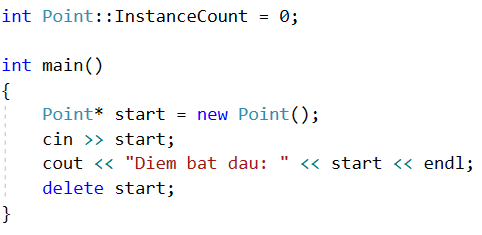 int Point::InstanceCount = 0;
int main()
{
Point* start = new Point();
cin >> start;
cout << "Diem bat dau: " << start << endl;
delete start;
}